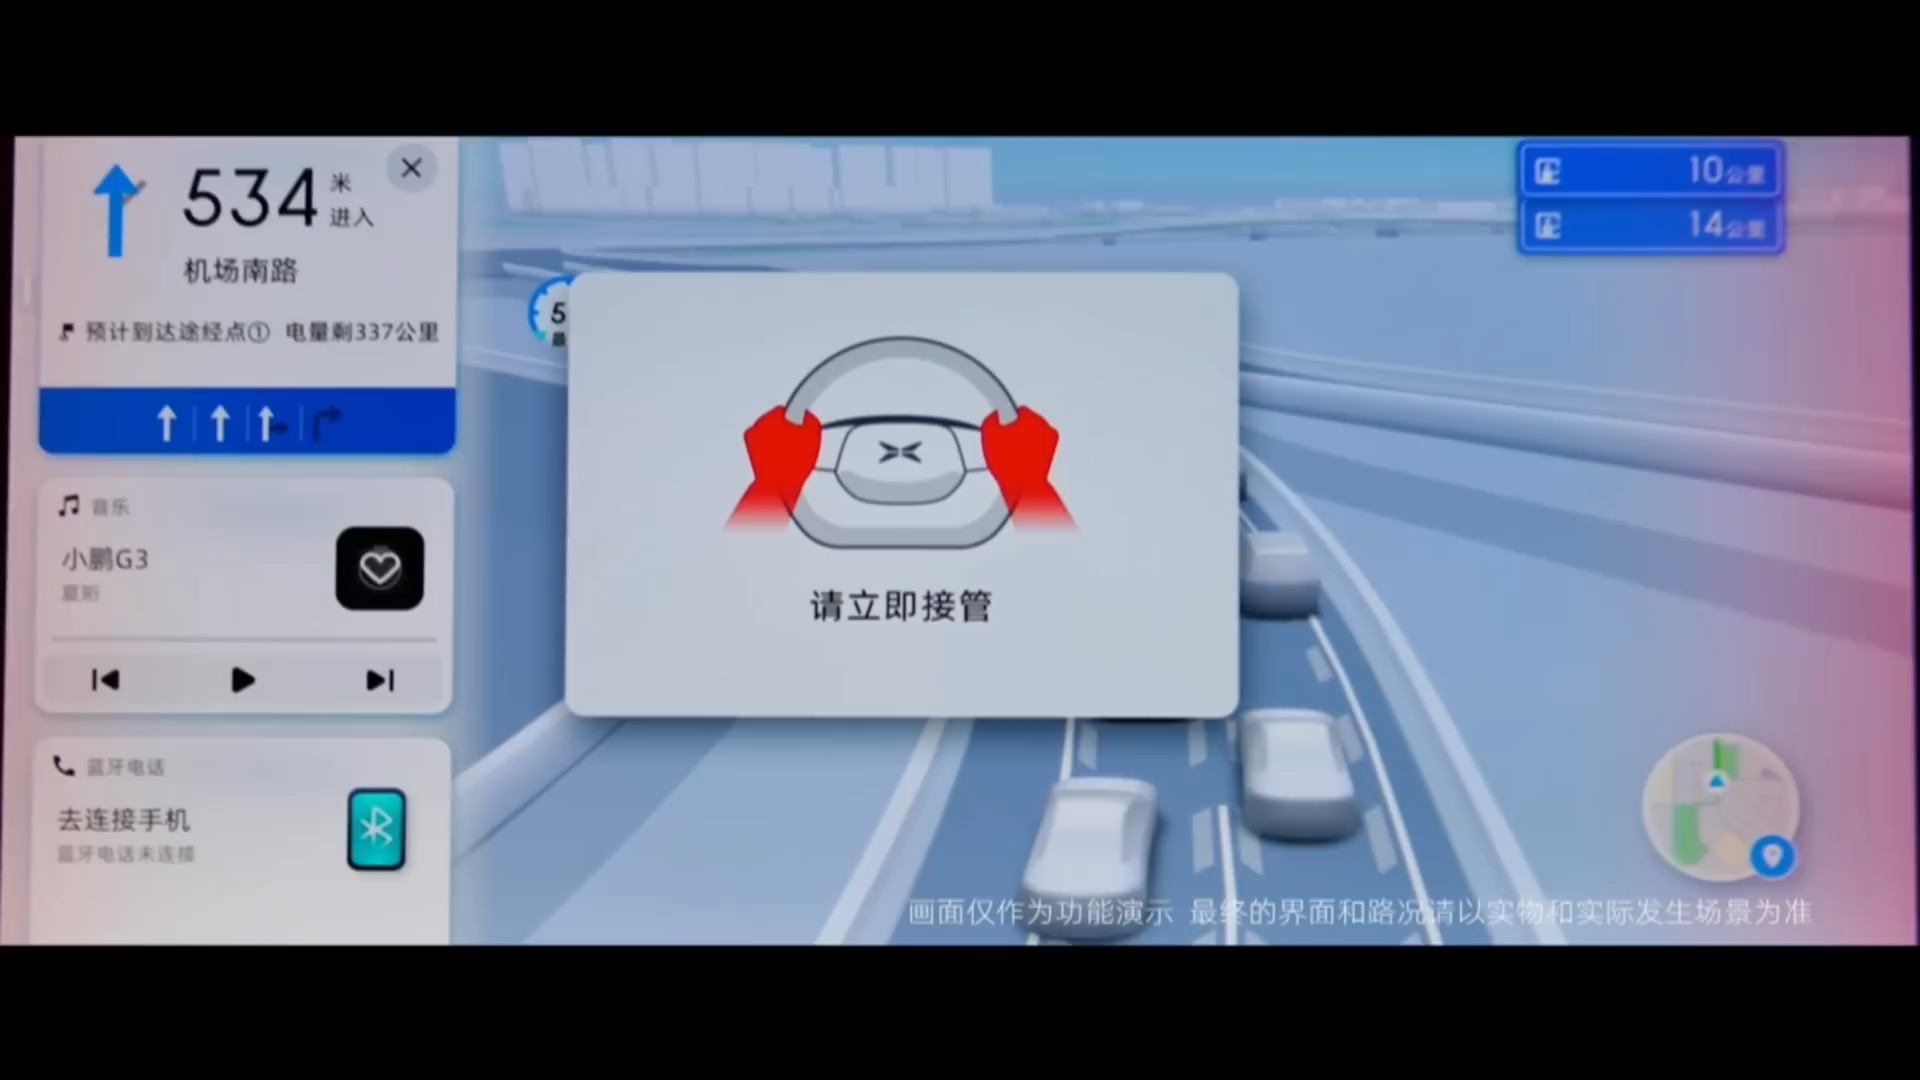 534 米
进入
机场南路
预计到达途经点① 电量剩337公里
音乐
小鹏G3
蓝牙电话
去连接手机
蓝牙电话未连接
5
最
请立即接管
10公里
14公里
画面仅作为功能演示 最终的界面和路况请以实物和实际发生场景为准